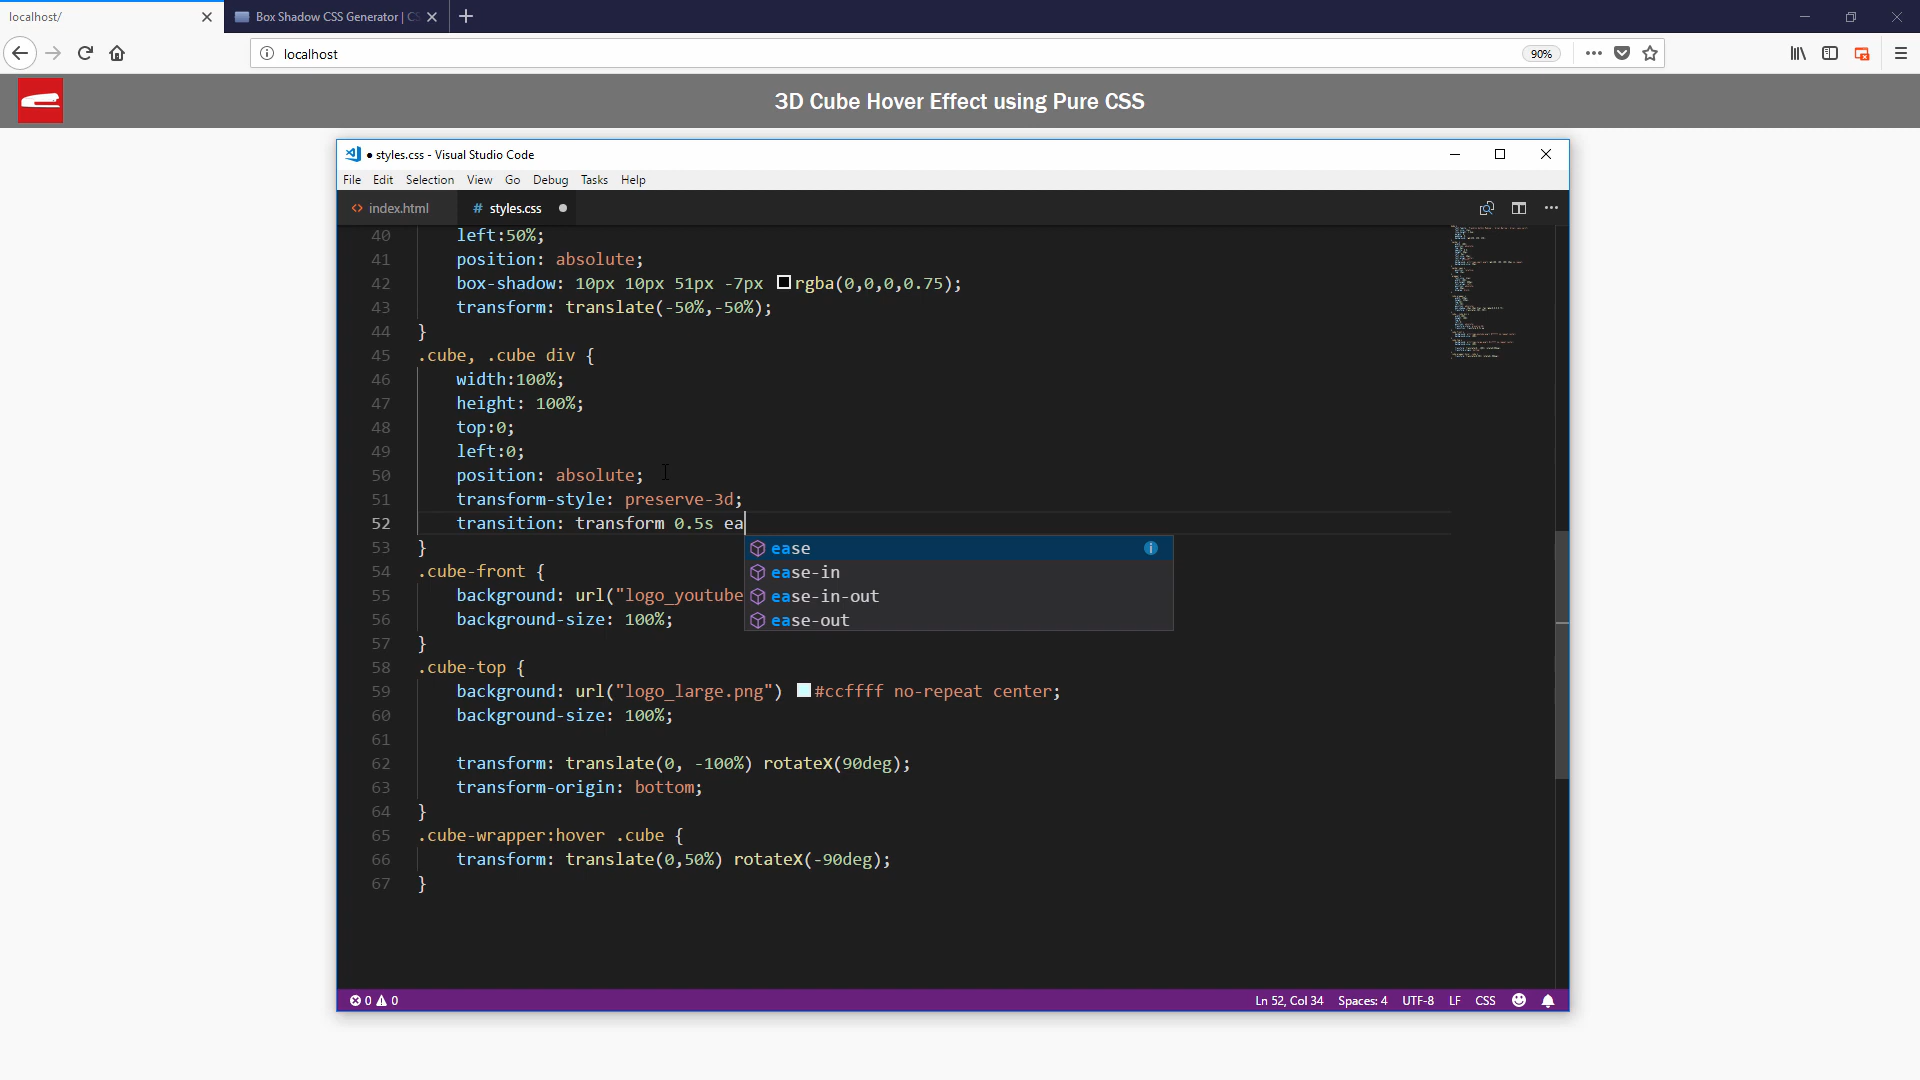 localhost/
Box Shadow CSS Generator | CS
localhost
90%
3D Cube Hover Effect using Pure CSS
● styles.css - Visual Studio Code
File Edit Selection View Go Debug Tasks Help
<> index.html
# styles.css ●
40 left:50%;
41 position: absolute;
42 box-shadow: 10px 10px 51px -7px rgba(0,0,0,0.75);
43 transform: translate(-50%,-50%);
44 }
45 .cube, .cube div {
46 width:100%;
47 height: 100%;
48 top:0;
49 left:0;
50 position: absolute;
51 transform-style: preserve-3d;
52 transition: transform 0.5s ea
53 }
ease
54 .cube-front {
ease-in
55 background: url("logo_youtube
ease-in-out
56 background-size: 100%;
ease-out
57 }
58 .cube-top {
59 background: url("logo_large.png") #ccffff no-repeat center;
60 background-size: 100%;
61
62 transform: translate(0, -100%) rotateX(90deg);
63 transform-origin: bottom;
64 }
65 .cube-wrapper:hover .cube {
66 transform: translate(0,50%) rotateX(-90deg);
67 }
0 0
Ln 52, Col 34 Spaces: 4 UTF-8 LF CSS